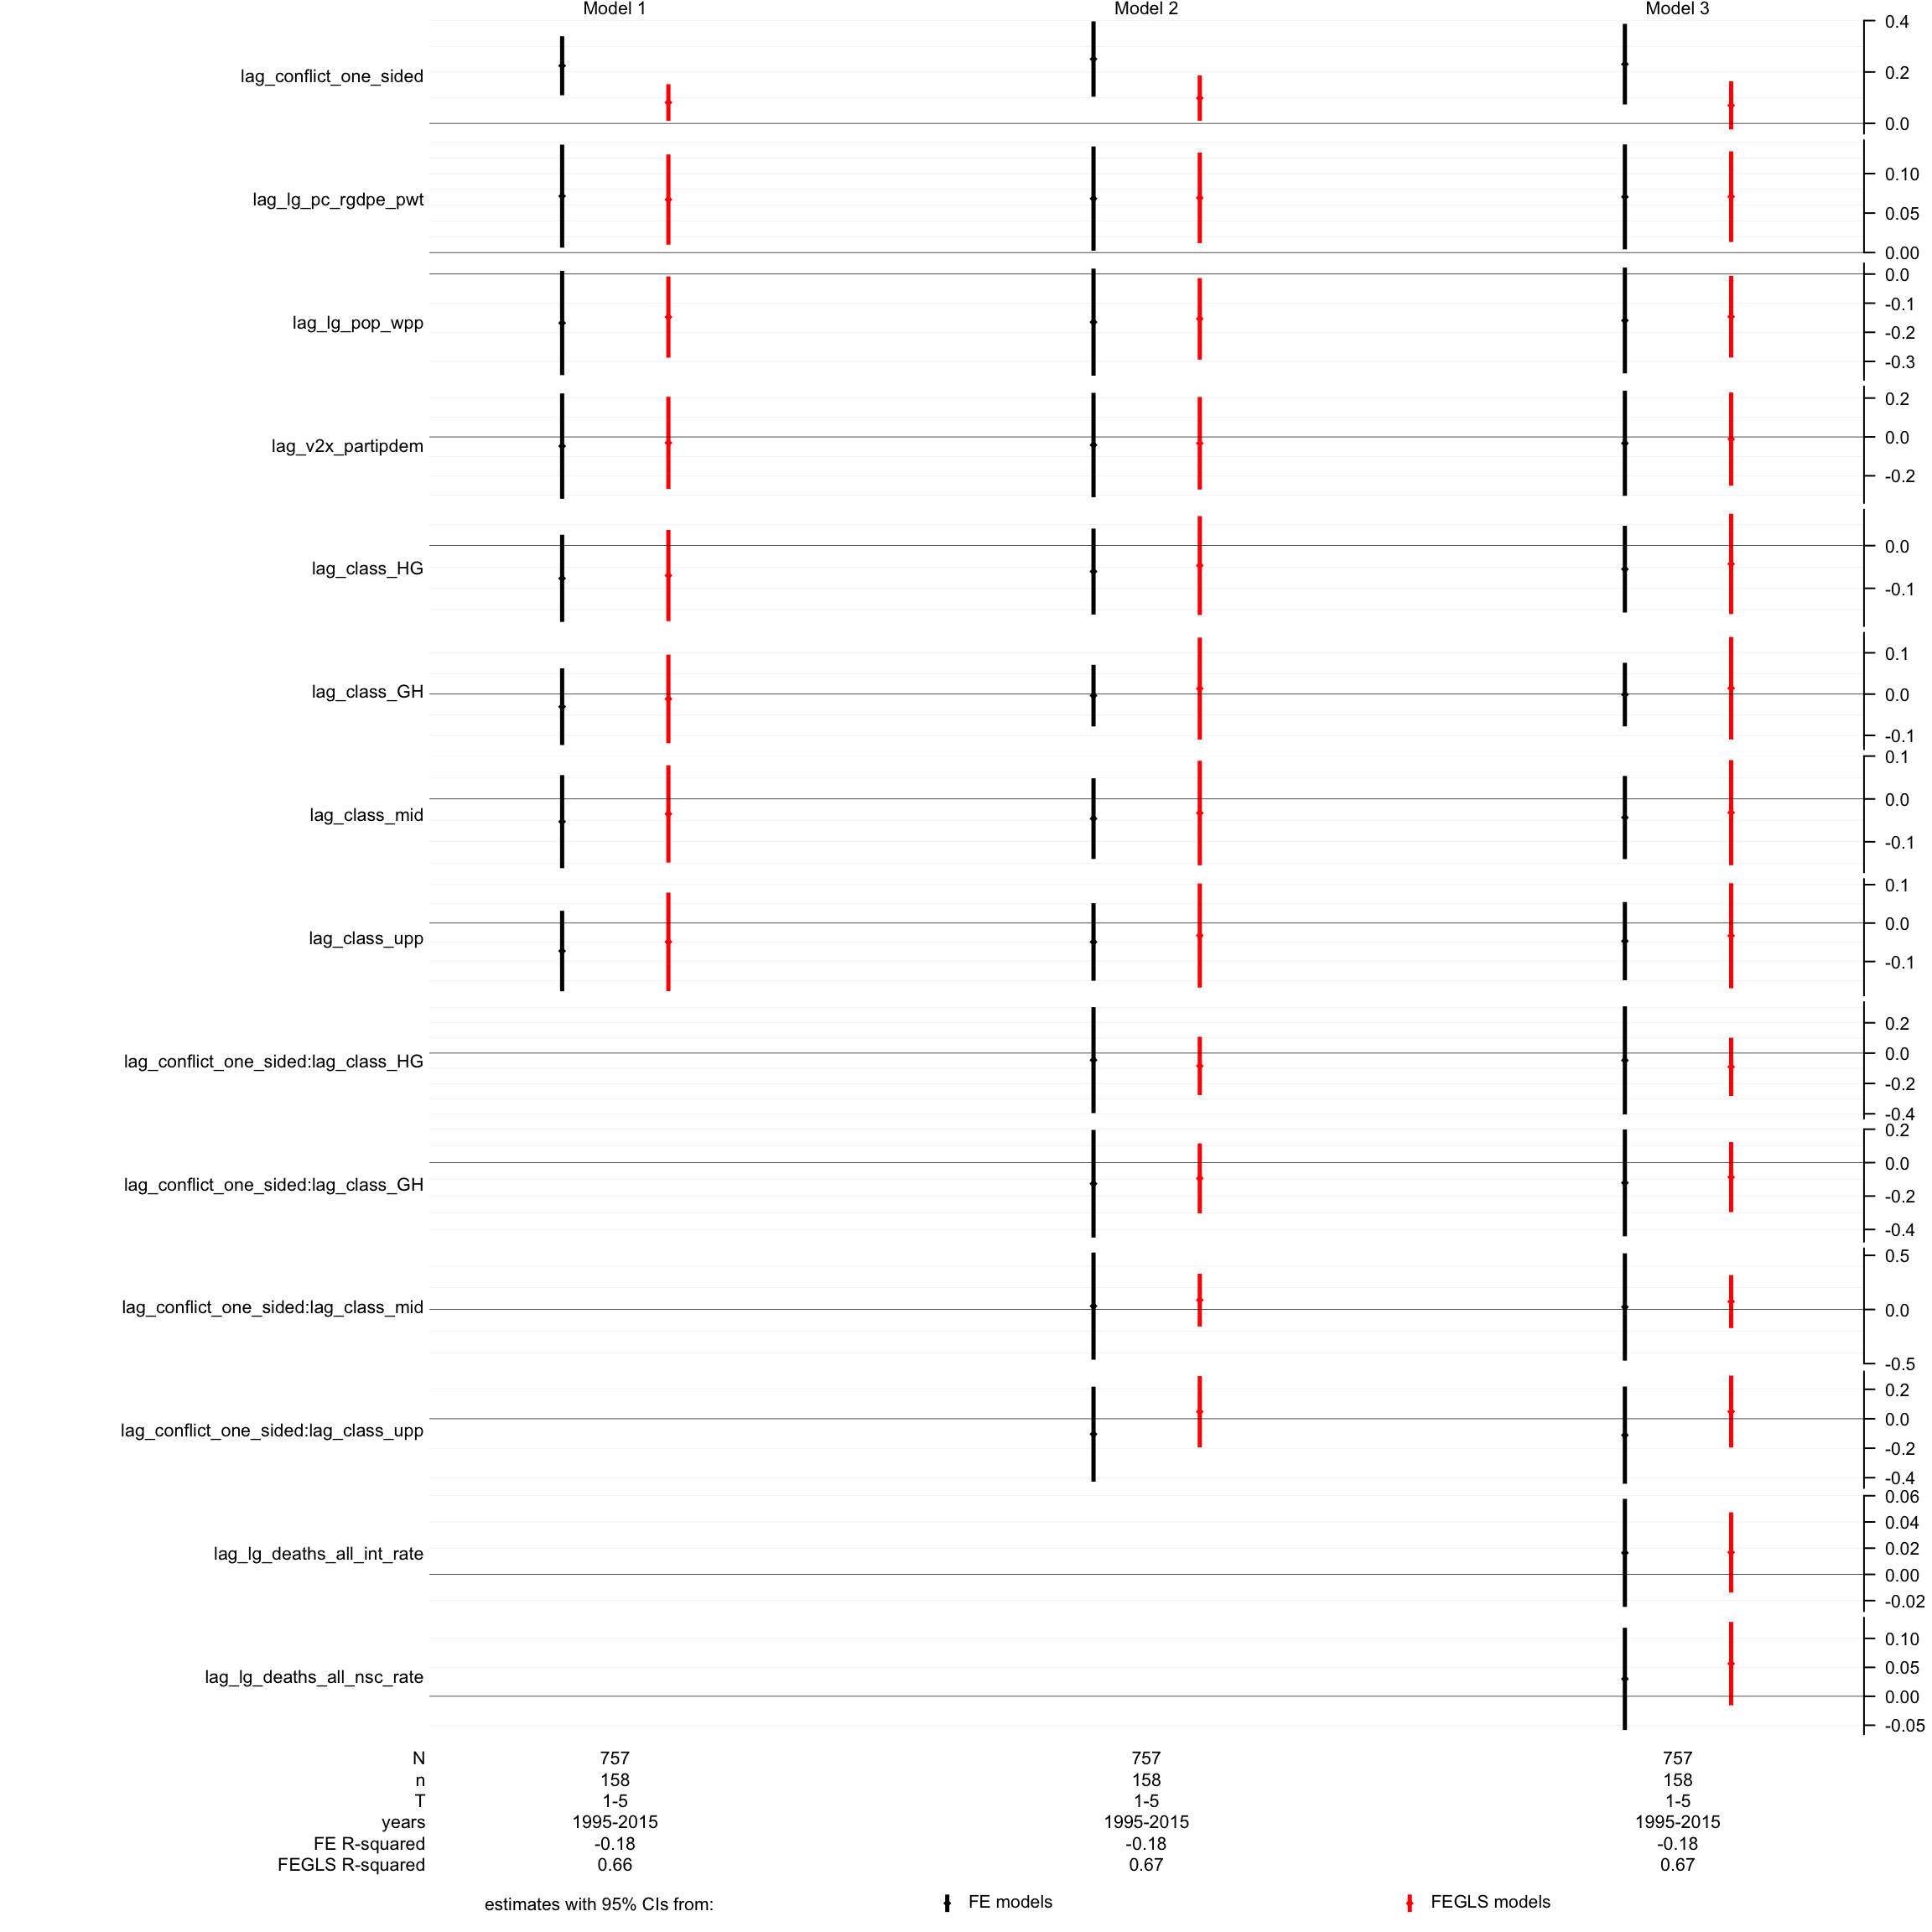 Model 1 Model 2 Model 3
lag_conflict_one_sided
0.4
0.2
0.0
lag_lg_pc_rgdpe_pwt
0.10
0.05
0.00
lag_lg_pop_wpp
0.0
-0.1
-0.2
-0.3
lag_v2x_partipdem
0.2
0.0
-0.2
lag_class_HG
0.0
-0.1
lag_class_GH
0.1
0.0
-0.1
lag_class_mid
0.1
0.0
-0.1
lag_class_upp
0.1
0.0
-0.1
lag_conflict_one_sided:lag_class_HG
0.2
0.0
-0.2
-0.4
lag_conflict_one_sided:lag_class_GH
0.2
0.0
-0.2
-0.4
lag_conflict_one_sided:lag_class_mid
0.5
0.0
-0.5
lag_conflict_one_sided:lag_class_upp
0.2
0.0
-0.2
-0.4
lag_lg_deaths_all_int_rate
0.06
0.04
0.02
0.00
-0.02
lag_lg_deaths_all_nsc_rate
0.10
0.05
0.00
-0.05
N 757 757 757
n 158 158 158
T 1-5 1-5 1-5
years 1995-2015 1995-2015 1995-2015
FE R-squared -0.18 -0.18 -0.18
FEGLS R-squared 0.66 0.67 0.67
estimates with 95% CIs from: FE models FEGLS models